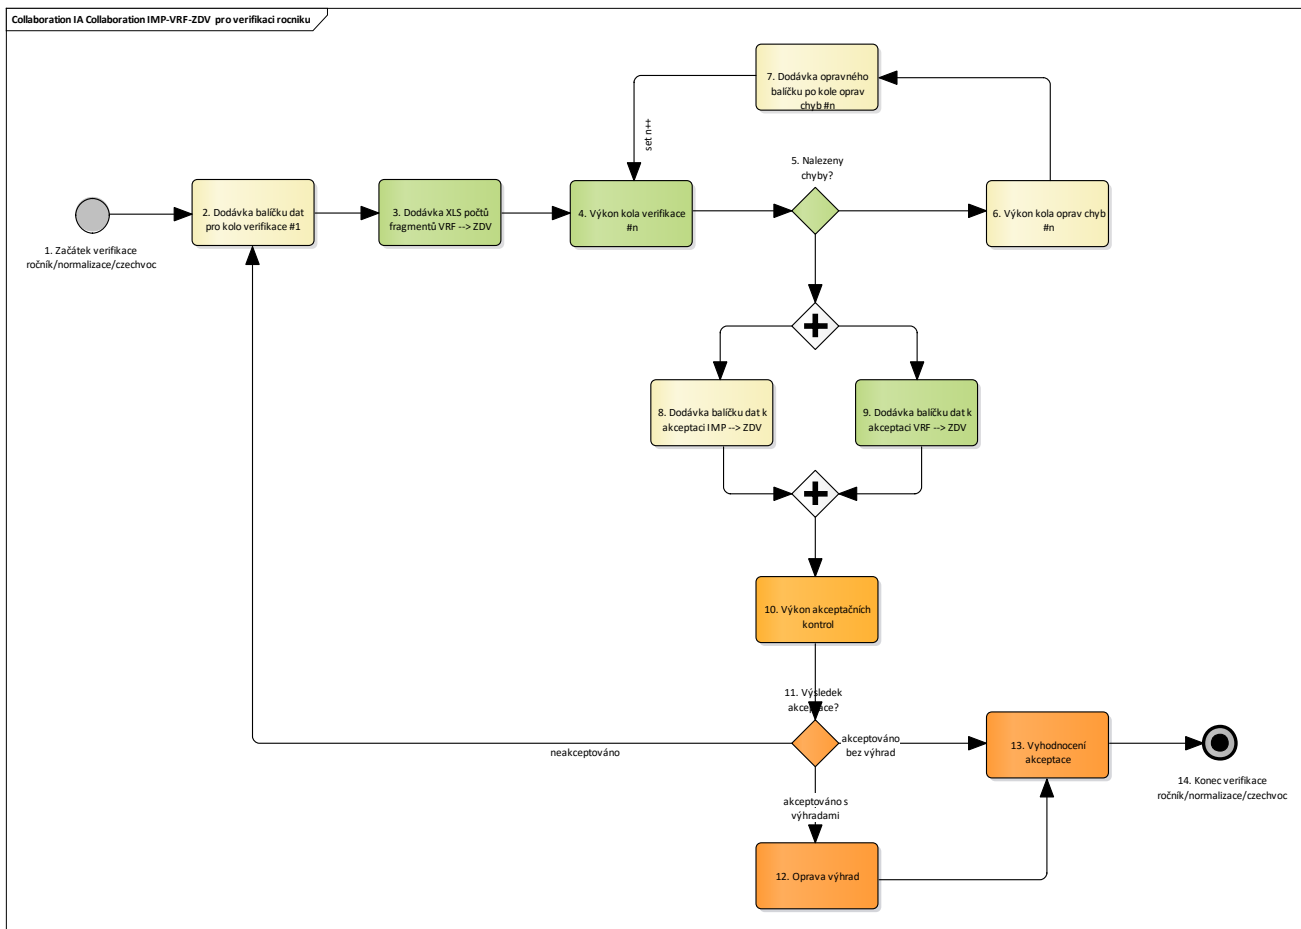 Collaboration IA Collaboration IMP-VRF-ZDV pro verifikaci rocniku
7. Dodávka opravného
balíčku po kole oprav
chyb #n
set n++
5. Nalezeny
chyby?
2. Dodávka balíčku dat
pro kolo verifikace #1
3. Dodávka XLS počtů
fragmentů VRF --> ZDV
4. Výkon kola verifikace
#n
6. Výkon kola oprav chyb
#n
1. Začátek verifikace
ročník/normalizace/czechvoc
8. Dodávka balíčku dat k
akceptaci IMP --> ZDV
9. Dodávka balíčku dat k
akceptaci VRF --> ZDV
10. Výkon akceptačních
kontrol
11. Výsledek
akceptace?
neakceptováno
akceptováno
bez výhrad
13. Vyhodnocení
akceptace
14. Konec verifikace
ročník/normalizace/czechvoc
akceptováno s
výhradami
12. Oprava výhrad